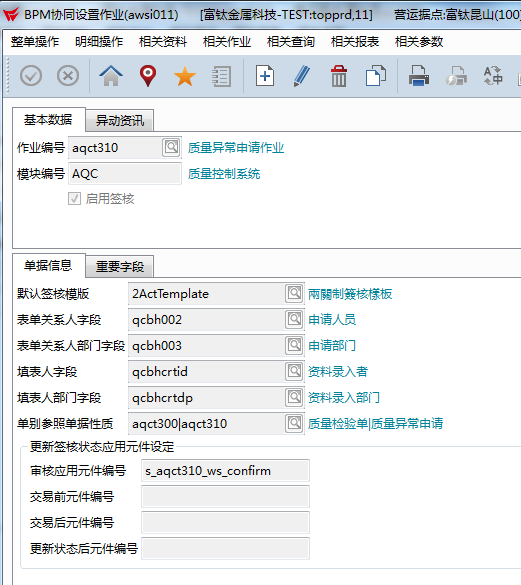 BPM协同设置作业(awsi011) [富钛金属科技-TEST:topprd,11] 营运据点:富钛昆山(100)
整单操作 明细操作 相关资料 相关作业 相关查询 相关报表 相关参数
基本数据 异动资讯
作业编号 aqct310 质量异常申请作业
模块编号 AQC 质量控制系统
启用签核
单据信息 重要字段
默认签核模版 2ActTemplate 兩關制簽核樣板
表单关系人字段 qcbh002 申请人员
表单关系人部门字段 qcbh003 申请部门
填表人字段 qcbhcrtid 资料录入者
填表人部门字段 qcbhcrtdp 资料录入部门
单别参照单据性质 aqct300|aqct310 质量检验单|质量异常申请
更新签核状态应用元件设定
审核应用元件编号 s_aqct310_ws_confirm
交易前元件编号
交易后元件编号
更新状态后元件编号